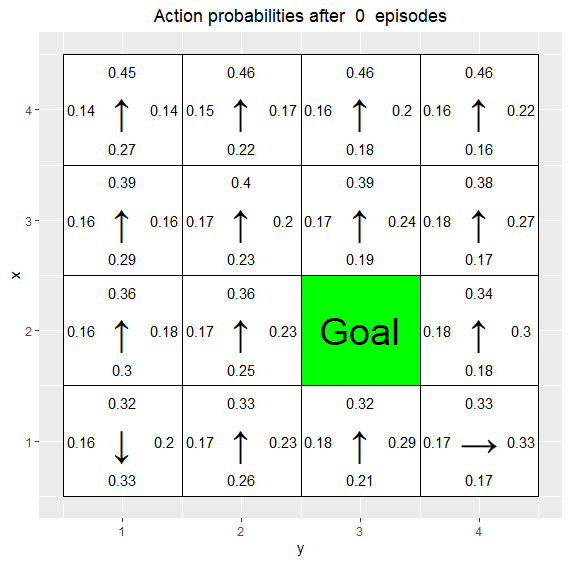 Action probabilities after 0 episodes
0.45 0.46 0.46 0.46
4 0.14 ↑ 0.14 0.15 ↑ 0.17 0.16 ↑ 0.2 0.16 ↑ 0.22
0.27 0.22 0.18 0.16
0.39 0.4 0.39 0.38
3 0.16 ↑ 0.16 0.17 ↑ 0.2 0.17 ↑ 0.24 0.18 ↑ 0.27
0.29 0.23 0.19 0.17
x
0.36 0.36 0.34
2 0.16 ↑ 0.18 0.17 ↑ 0.23 Goal 0.18 ↑ 0.3
0.3 0.25 0.18
0.32 0.33 0.32 0.33
1 0.16 ↓ 0.2 0.17 ↑ 0.23 0.18 ↑ 0.29 0.17 → 0.33
0.33 0.26 0.21 0.17
1 2 3 4
y